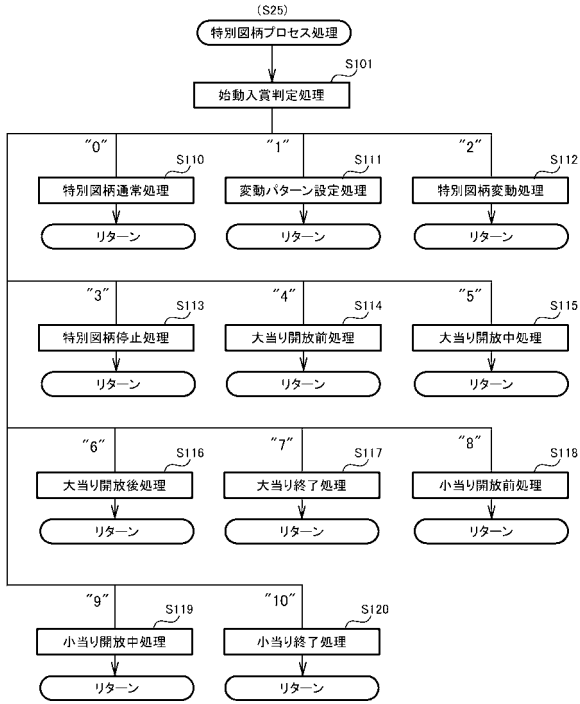 (S25)
特別図柄プロセス処理
S101
始動入賞判定処理
"0"
"1"
"2"
S110
S111
S112
特別図柄通常処理
変動パターン設定処理
特別図柄変動処理
リターン
リターン
リターン
"3"
"4"
"5"
S113
S114
S115
特別図柄停止処理
大当り開放前処理
大当り開放中処理
リターン
リターン
リターン
"6"
"7"
"8"
S116
S117
S118
大当り開放後処理
大当り終了処理
小当り開放前処理
リターン
リターン
リターン
"9"
"10"
S119
S120
小当り開放中処理
小当り終了処理
リターン
リターン